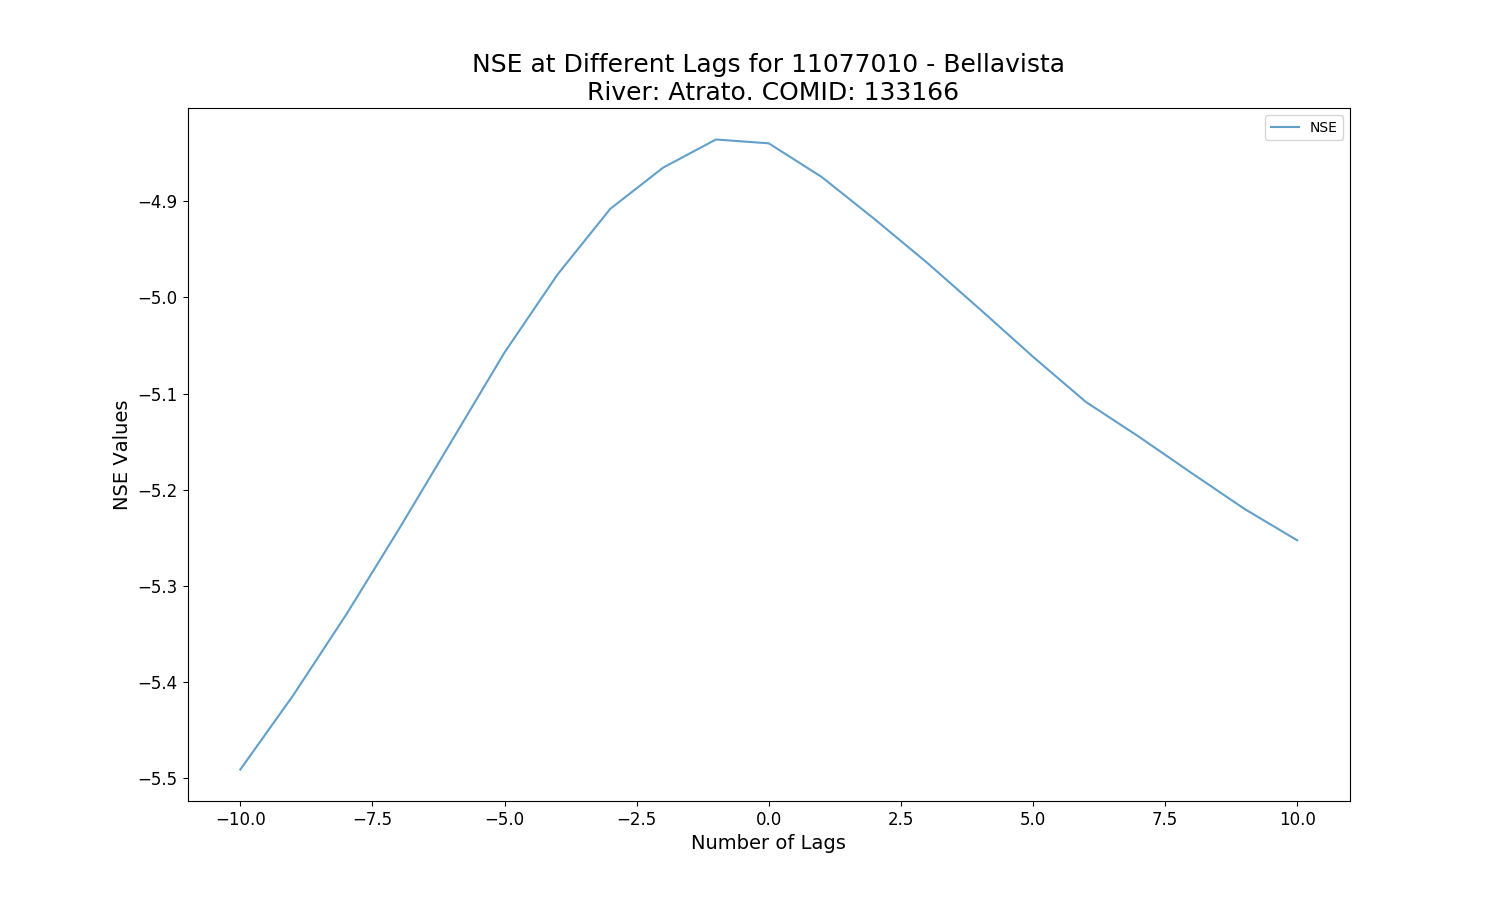 NSE at Different Lags for 11077010 - Bellavista
River: Atrato. COMID: 133166
NSE
−4.9
−5.0
−5.1
−5.2
−5.3
−5.4
−5.5
NSE Values
−10.0 −7.5 −5.0 −2.5 0.0 2.5 5.0 7.5 10.0
Number of Lags